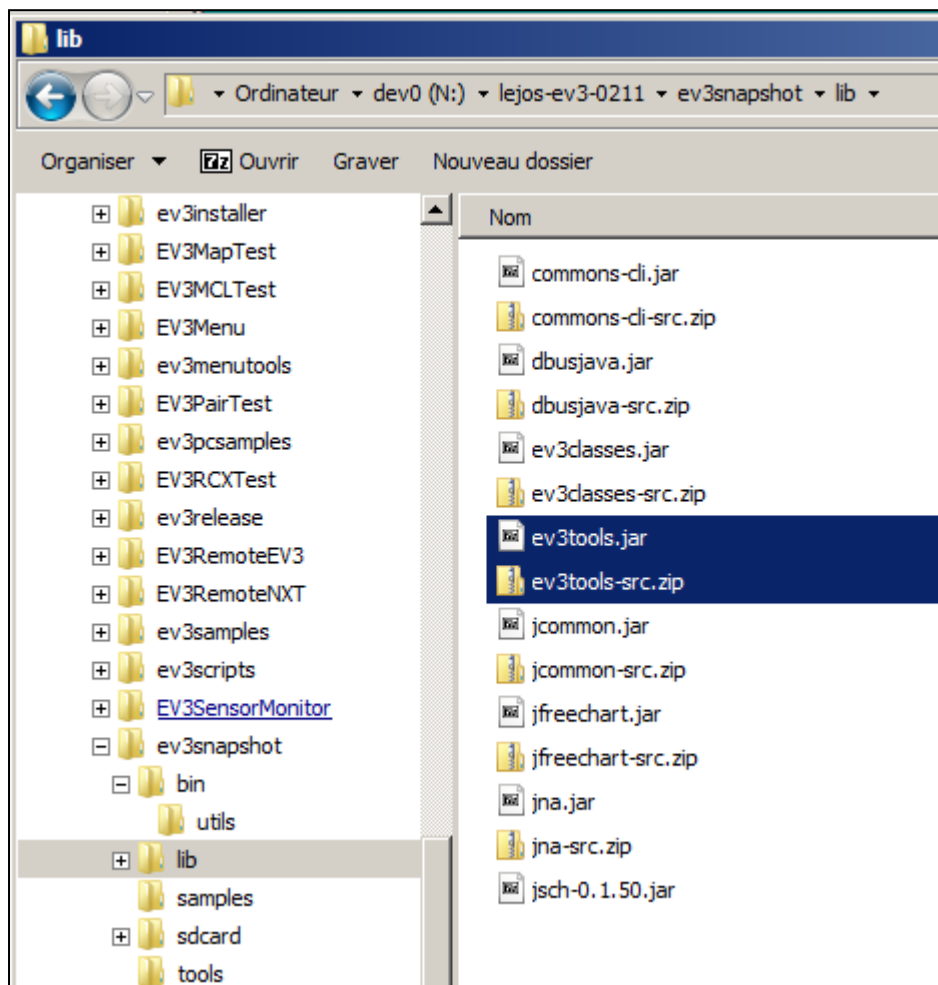 lib
Ordinateur dev0 (N:) lejos-ev3-0211 ev3snapshot lib
Organiser 7z Ouvrir Graver Nouveau dossier
ev3installer
EV3MapTest
EV3MCLTest
EV3Menu
ev3menutools
EV3PairTest
ev3pcsamples
EV3RCXTest
ev3release
EV3RemoteEV3
EV3RemoteNXT
ev3samples
ev3scripts
EV3SensorMonitor
ev3snapshot
bin
utils
lib
samples
sdcard
tools
Nom
commons-cli.jar
commons-cli-src.zip
dbusjava.jar
dbusjava-src.zip
ev3classes.jar
ev3classes-src.zip
ev3tools.jar
ev3tools-src.zip
jcommon.jar
jcommon-src.zip
jfreechart.jar
jfreechart-src.zip
jna.jar
jna-src.zip
jsch-0.1.50.jar